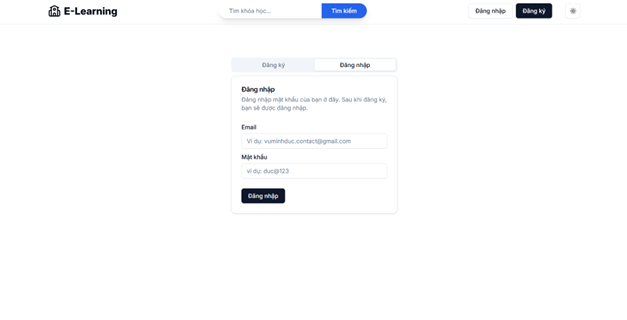 E-Learning
Tìm khóa học...
Tìm kiếm
Đăng nhập
Đăng ký
Đăng ký
Đăng nhập
Đăng nhập
Đăng nhập mật khẩu của bạn ở đây. Sau khi đăng ký,
bạn sẽ được đăng nhập.
Email
Ví dụ: vuminhduc.contact@gmail.com
Mật khẩu
ví dụ: duc@123
Đăng nhập